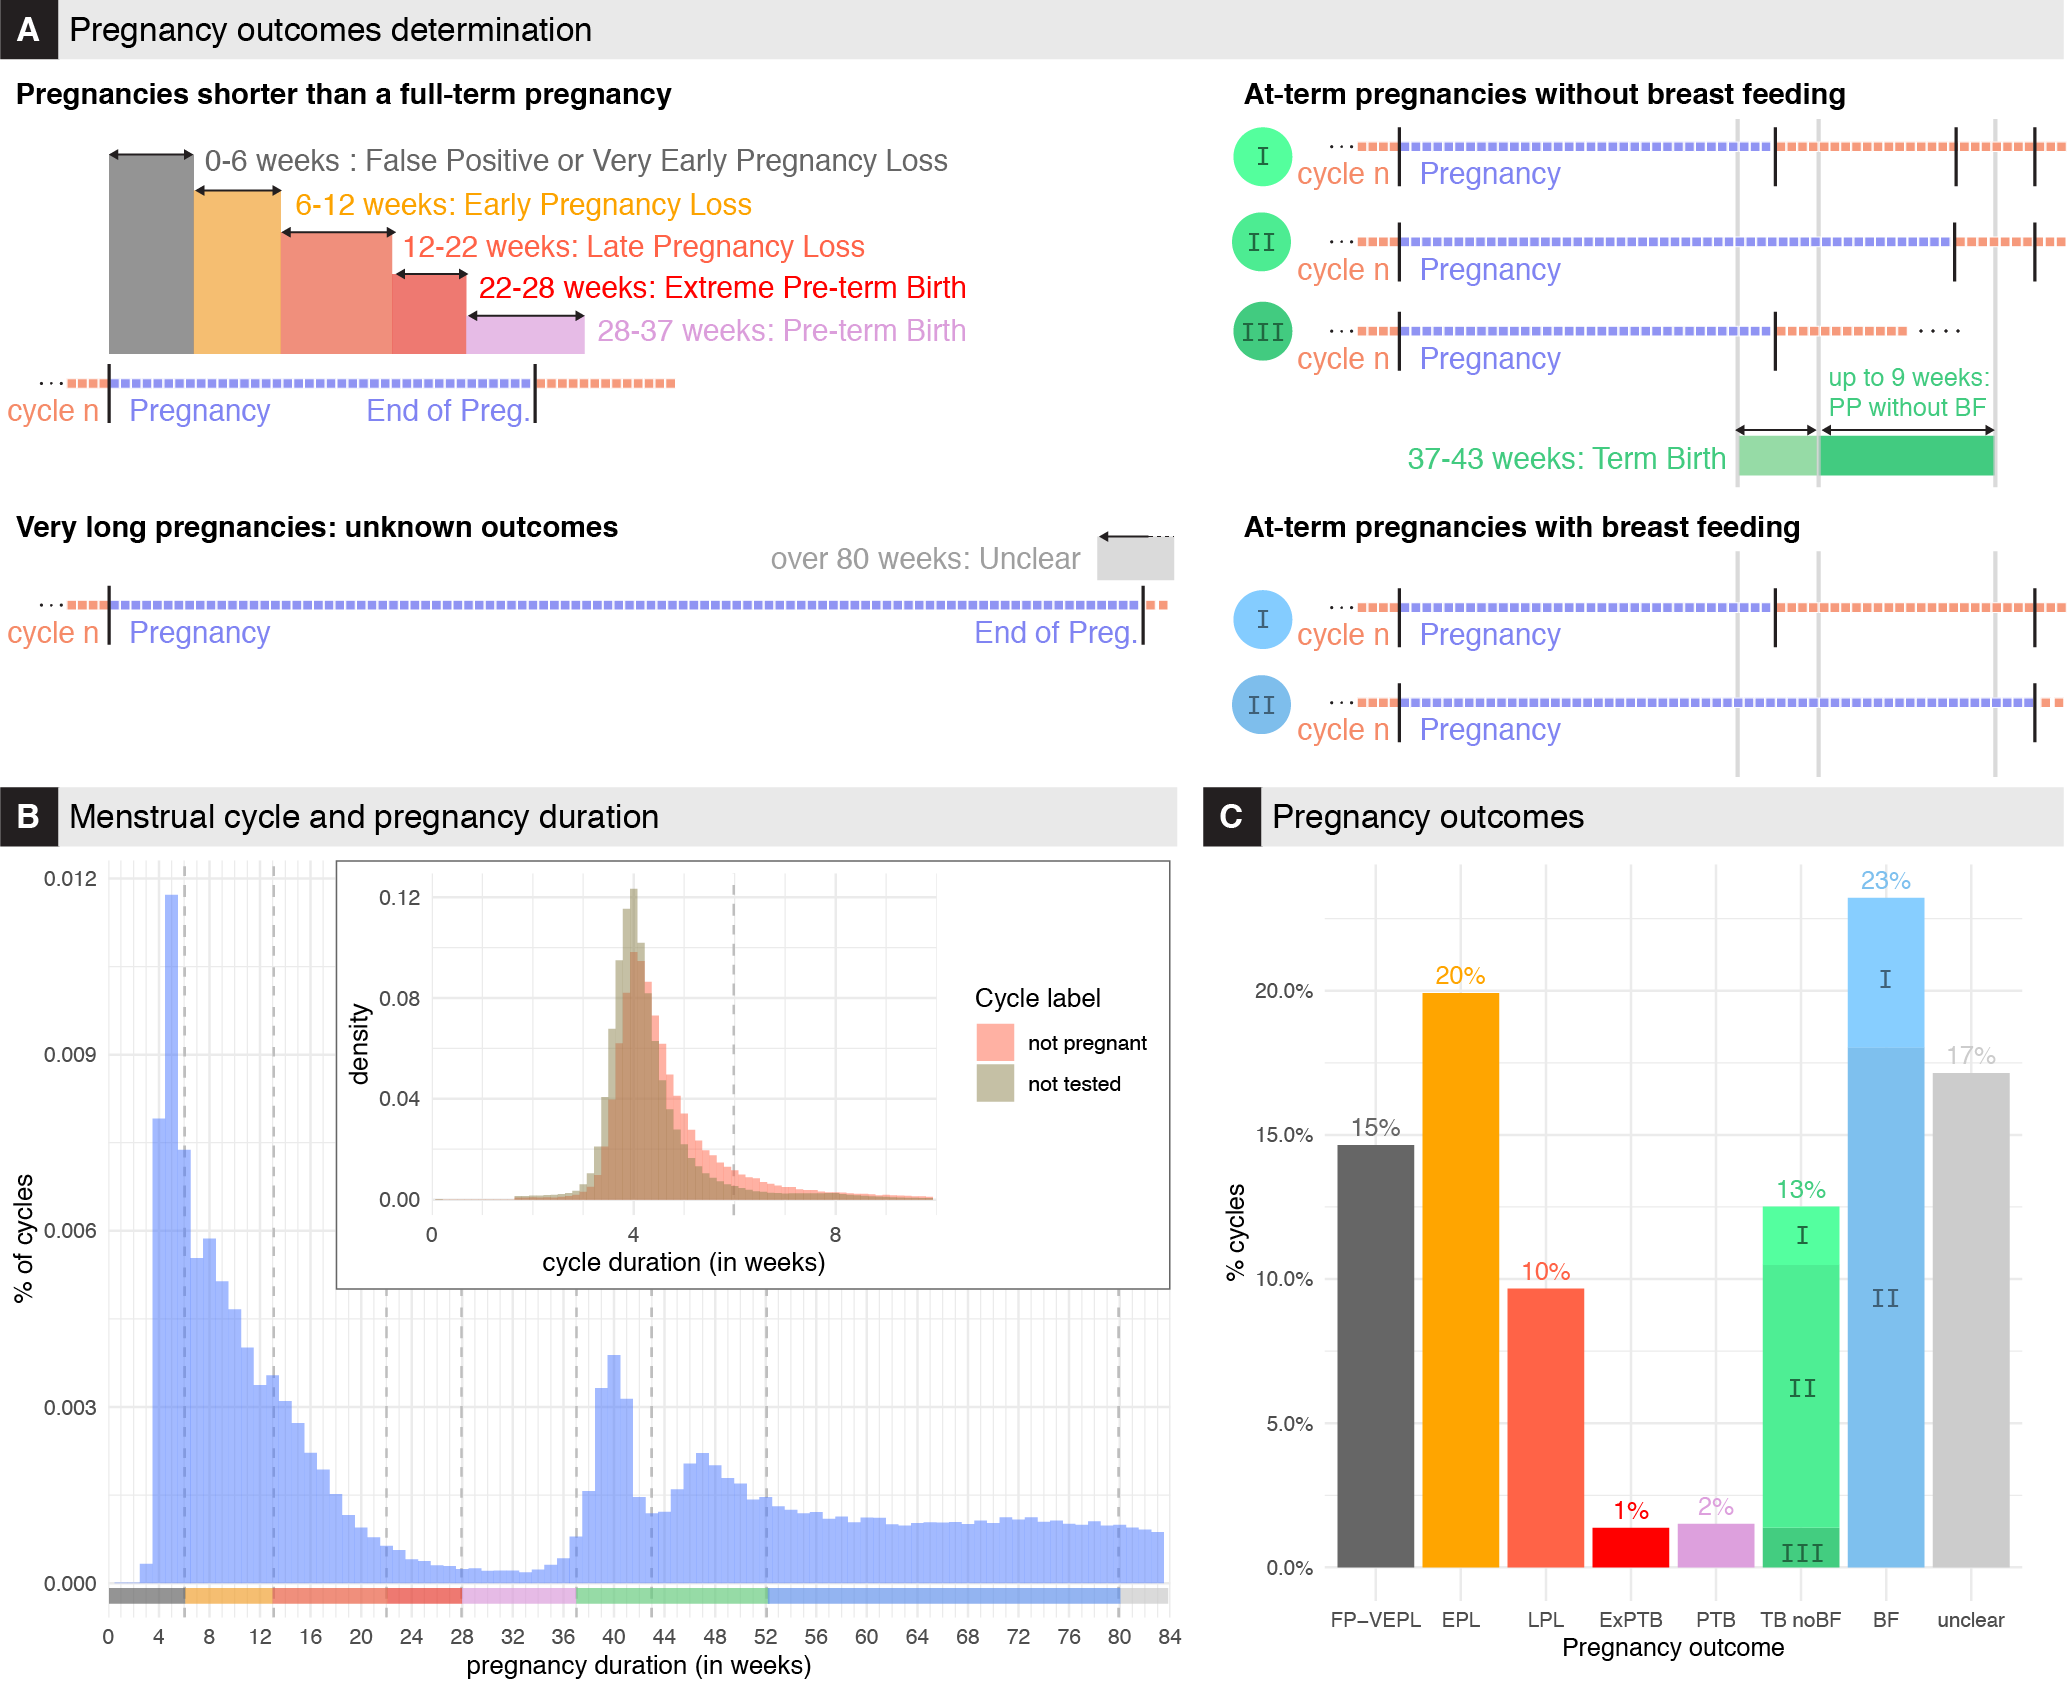 A Pregnancy outcomes determination
Pregnancies shorter than a full-term pregnancy
0-6 weeks : False Positive or Very Early Pregnancy Loss
6-12 weeks: Early Pregnancy Loss
12-22 weeks: Late Pregnancy Loss
22-28 weeks: Extreme Pre-term Birth
28-37 weeks: Pre-term Birth
cycle n Pregnancy End of Preg.
Very long pregnancies: unknown outcomes
over 80 weeks: Unclear
cycle n Pregnancy End of Preg.
At-term pregnancies without breast feeding
I
cycle n Pregnancy
II
cycle n Pregnancy
III
cycle n Pregnancy
up to 9 weeks:
PP without BF
37-43 weeks: Term Birth
At-term pregnancies with breast feeding
I
cycle n Pregnancy
II
cycle n Pregnancy
B Menstrual cycle and pregnancy duration
% of cycles
0.012
0.009
0.006
0.003
0.000
0 4 8 12 16 20 24 28 32 36 40 44 48 52 56 60 64 68 72 76 80 84
pregnancy duration (in weeks)
density
0.12
0.08
0.04
0.00
0 4 8
cycle duration (in weeks)
Cycle label
not pregnant
not tested
C Pregnancy outcomes
% cycles
20.0%
15.0%
10.0%
5.0%
0.0%
15%
20%
10%
1%
2%
13%
I
II
III
23%
I
II
17%
FP−VEPL EPL LPL ExPTB PTB TB noBF BF unclear
Pregnancy outcome